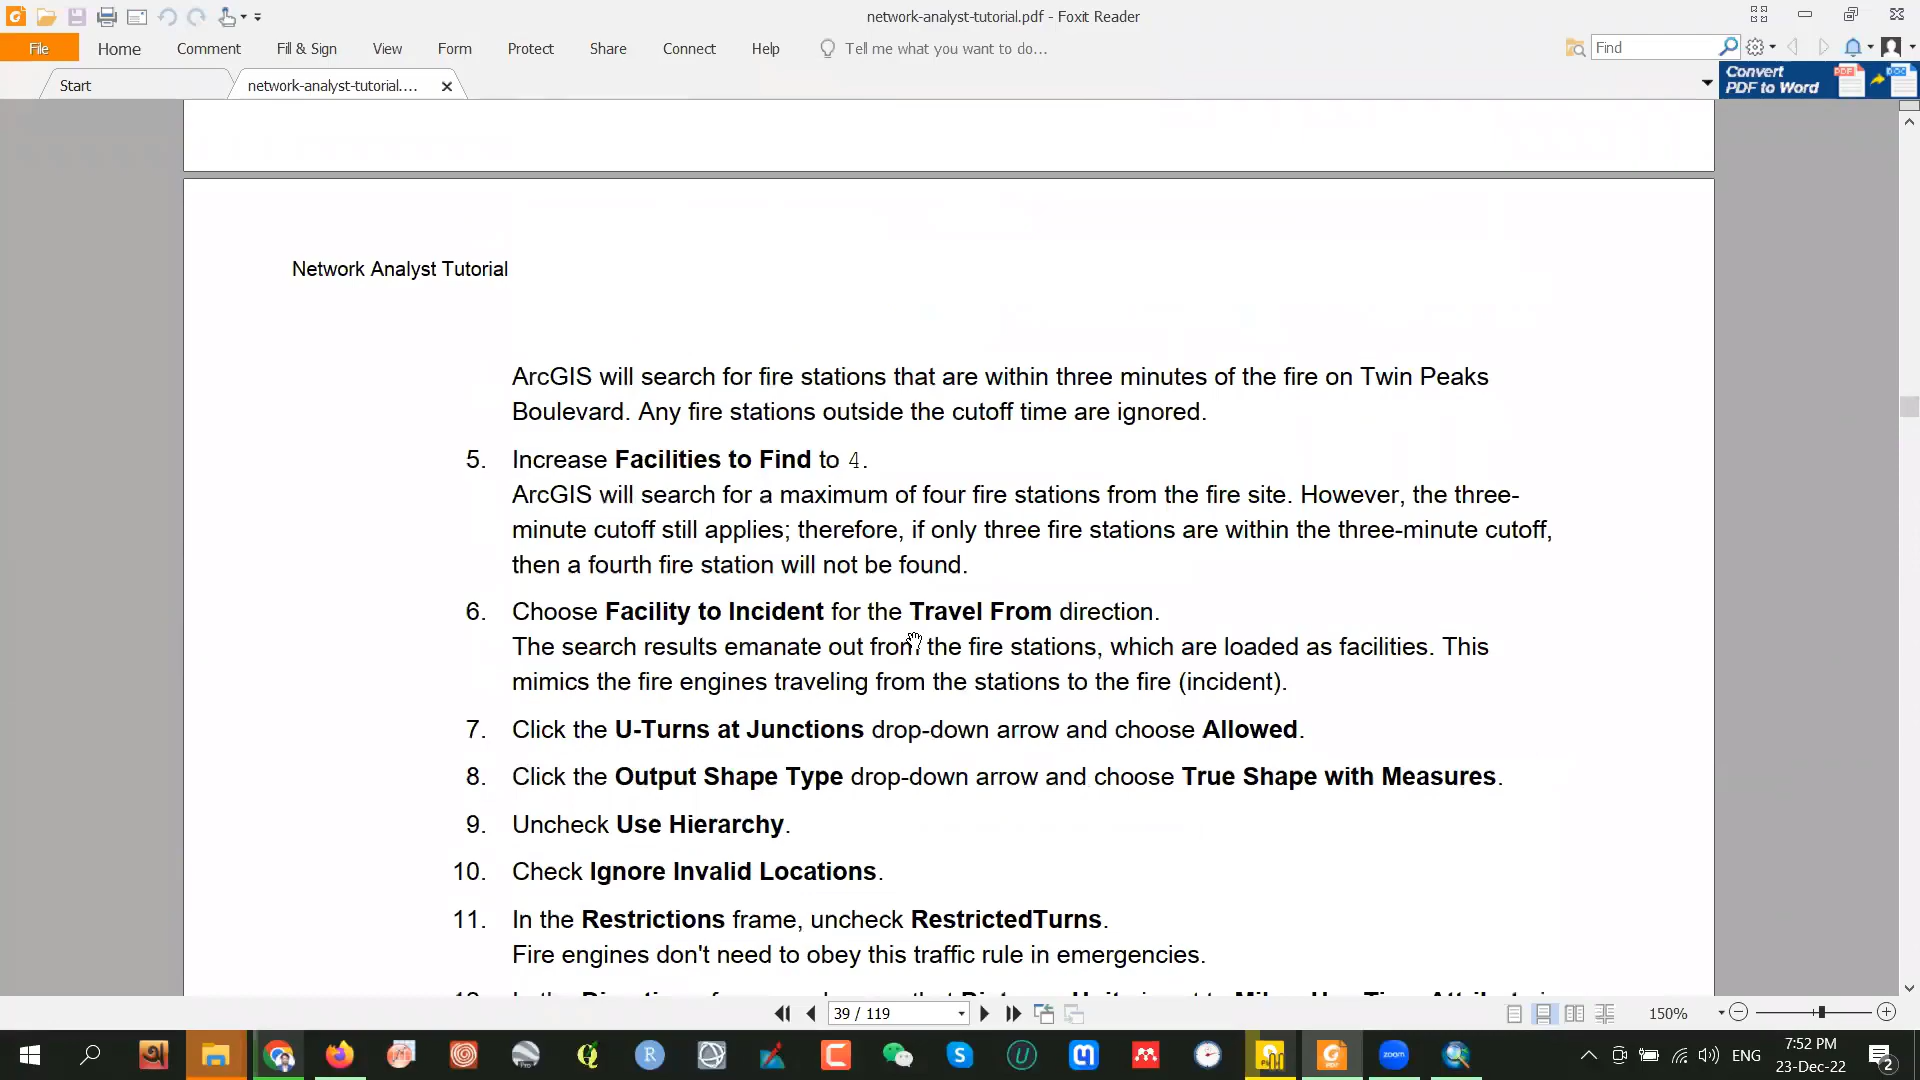 network-analyst-tutorial.pdf - Foxit Reader
File Home Comment Fill & Sign View Form Protect Share Connect Help Tell me what you want to do... Find
Start network-analyst-tutorial.... Convert
PDF to Word
Network Analyst Tutorial
ArcGIS will search for fire stations that are within three minutes of the fire on Twin Peaks
Boulevard. Any fire stations outside the cutoff time are ignored.
5. Increase Facilities to Find to 4.
ArcGIS will search for a maximum of four fire stations from the fire site. However, the three-
minute cutoff still applies; therefore, if only three fire stations are within the three-minute cutoff,
then a fourth fire station will not be found.
6. Choose Facility to Incident for the Travel From direction.
The search results emanate out from the fire stations, which are loaded as facilities. This
mimics the fire engines traveling from the stations to the fire (incident).
7. Click the U-Turns at Junctions drop-down arrow and choose Allowed.
8. Click the Output Shape Type drop-down arrow and choose True Shape with Measures.
9. Uncheck Use Hierarchy.
10. Check Ignore Invalid Locations.
11. In the Restrictions frame, uncheck RestrictedTurns.
Fire engines don't need to obey this traffic rule in emergencies.
39 / 119 150%
ENG 7:52 PM
23-Dec-22 2